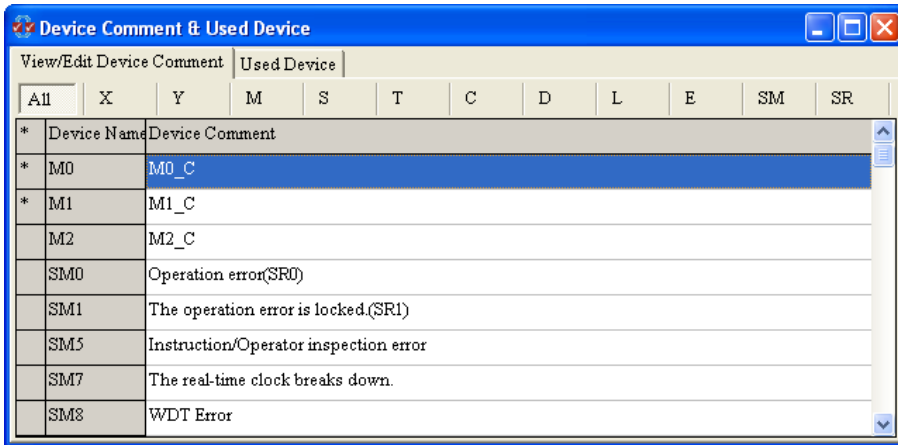 Device Comment & Used Device
View/Edit Device Comment Used Device
All X Y M S T C D L E SM SR
* Device Name Device Comment
* M0 M0_C
* M1 M1_C
M2 M2_C
SM0 Operation error(SR0)
SM1 The operation error is locked.(SR1)
SM5 Instruction/Operator inspection error
SM7 The real-time clock breaks down.
SM8 WDT Error